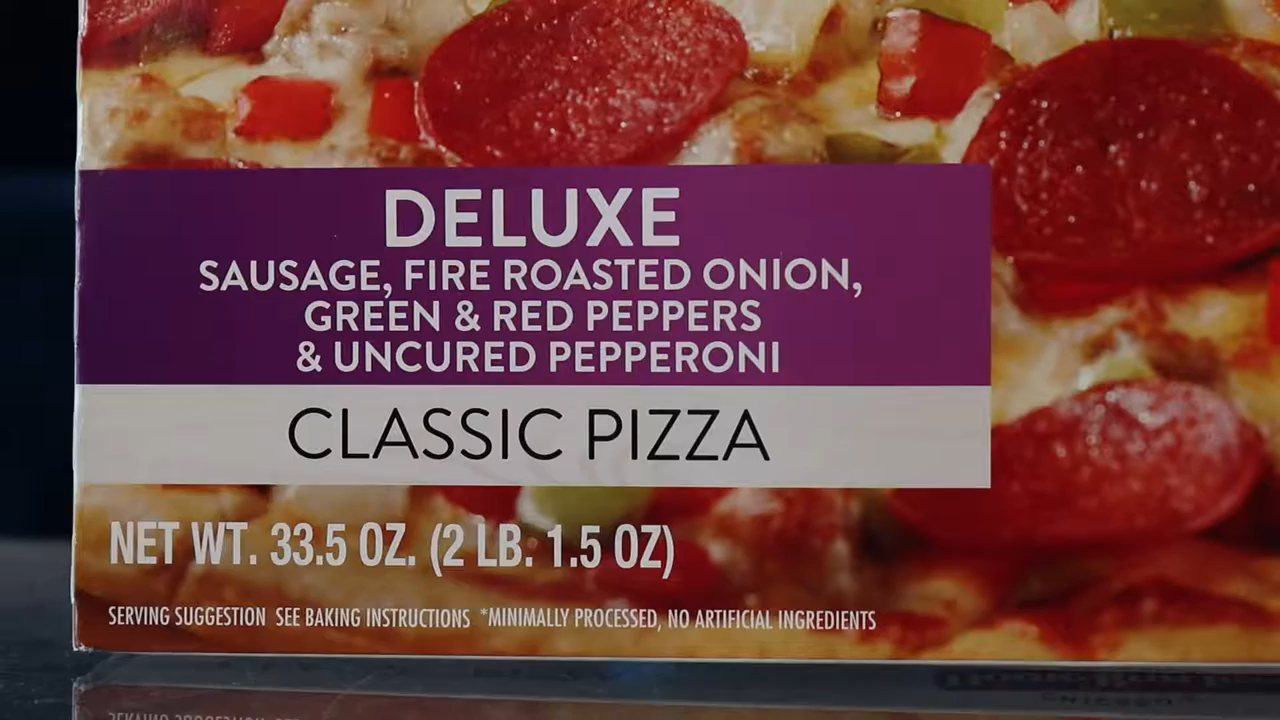 DELUXE
SAUSAGE, FIRE ROASTED ONION,
GREEN & RED PEPPERS
& UNCURED PEPPERONI
CLASSIC PIZZA
NET WT. 33.5 OZ. (2 LB. 1.5 OZ)
SERVING SUGGESTION SEE BAKING INSTRUCTIONS *MINIMALLY PROCESSED, NO ARTIFICIAL INGREDIENTS